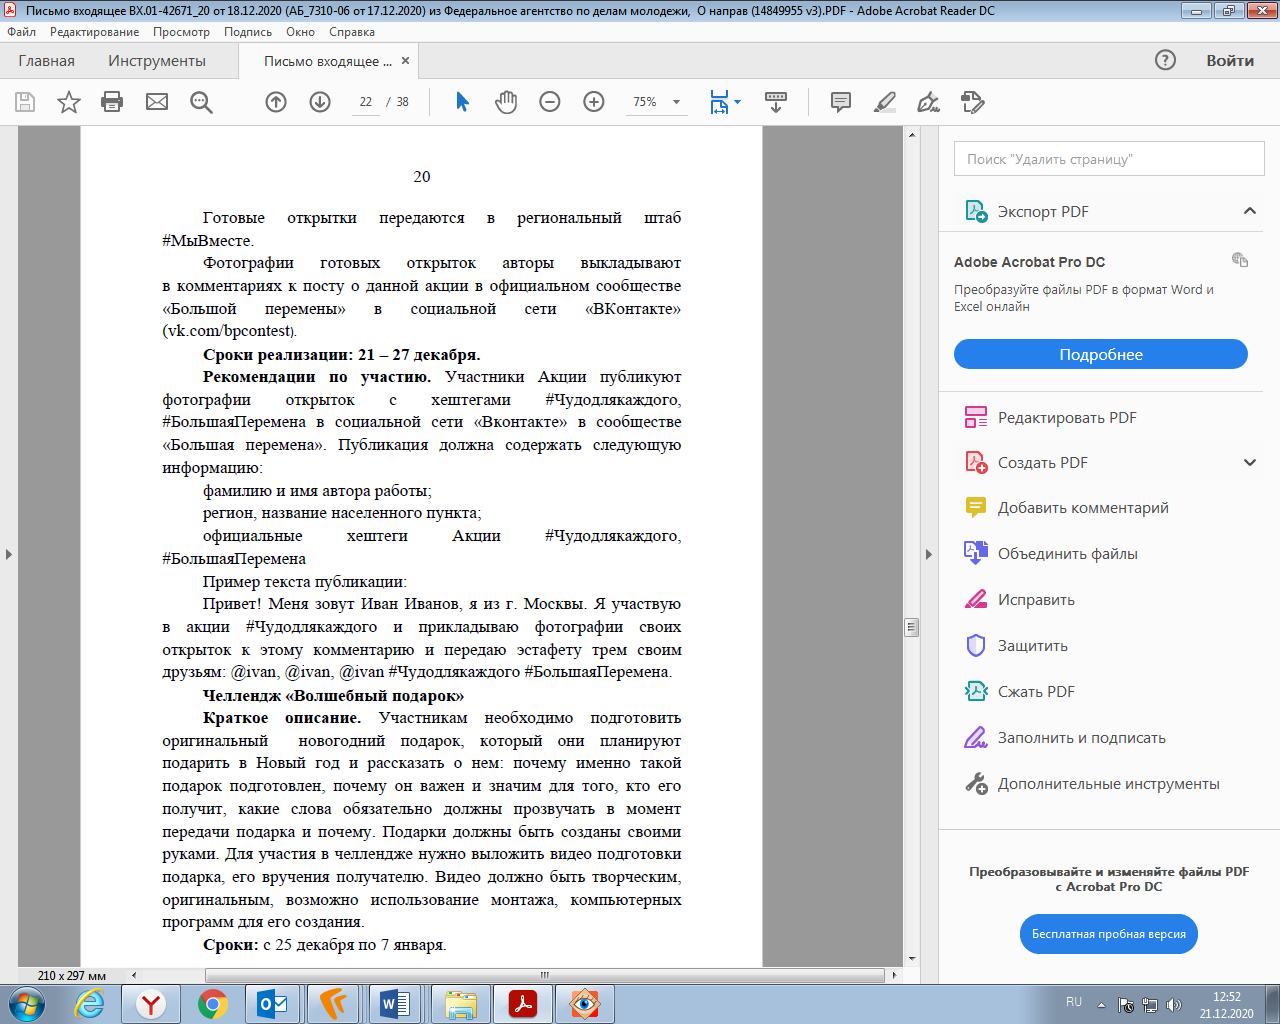 Письмо входящее ВХ.01-42671_20 от 18.12.2020 (АБ_7310-06 от 17.12.2020) из Федеральное агентство по делам молодежи,  О направ (14849955 v3).PDF - Adobe Acrobat Reader DC
Файл Редактирование Просмотр Подпись Окно Справка
Главная Инструменты Письмо входящее ... × Войти
22 / 38 75%
20
Готовые открытки передаются в региональный штаб
#МыВместе.
Фотографии готовых открыток авторы выкладывают
в комментариях к посту о данной акции в официальном сообществе
«Большой перемены» в социальной сети «ВКонтакте»
(vk.com/bpcontest).
Сроки реализации: 21 – 27 декабря.
Рекомендации по участию. Участники Акции публикуют
фотографии открыток с хештегами #Чудодлякаждого,
#БольшаяПеремена в социальной сети «Вконтакте» в сообществе
«Большая перемена». Публикация должна содержать следующую
информацию:
фамилию и имя автора работы;
регион, название населенного пункта;
официальные хештеги Акции #Чудодлякаждого,
#БольшаяПеремена
Пример текста публикации:
Привет! Меня зовут Иван Иванов, я из г. Москвы. Я участвую
в акции #Чудодлякаждого и прикладываю фотографии своих
открыток к этому комментарию и передаю эстафету трем своим
друзьям: @ivan, @ivan, @ivan #Чудодлякаждого #БольшаяПеремена.
Челлендж «Волшебный подарок»
Краткое описание. Участникам необходимо подготовить
оригинальный новогодний подарок, который они планируют
подарить в Новый год и рассказать о нем: почему именно такой
подарок подготовлен, почему он важен и значим для того, кто его
получит, какие слова обязательно должны прозвучать в момент
передачи подарка и почему. Подарки должны быть созданы своими
руками. Для участия в челлендже нужно выложить видео подготовки
подарка, его вручения получателю. Видео должно быть творческим,
оригинальным, возможно использование монтажа, компьютерных
программ для его создания.
Сроки: с 25 декабря по 7 января.
210 x 297 мм
Поиск "Удалить страницу"
Экспорт PDF
Adobe Acrobat Pro DC
Преобразуйте файлы PDF в формат Word и
Excel онлайн
Подробнее
Редактировать PDF
Создать PDF
Добавить комментарий
Объединить файлы
Исправить
Защитить
Сжать PDF
Заполнить и подписать
Дополнительные инструменты
Преобразовывайте и изменяйте файлы PDF
с Acrobat Pro DC
Бесплатная пробная версия
RU
12:52
21.12.2020